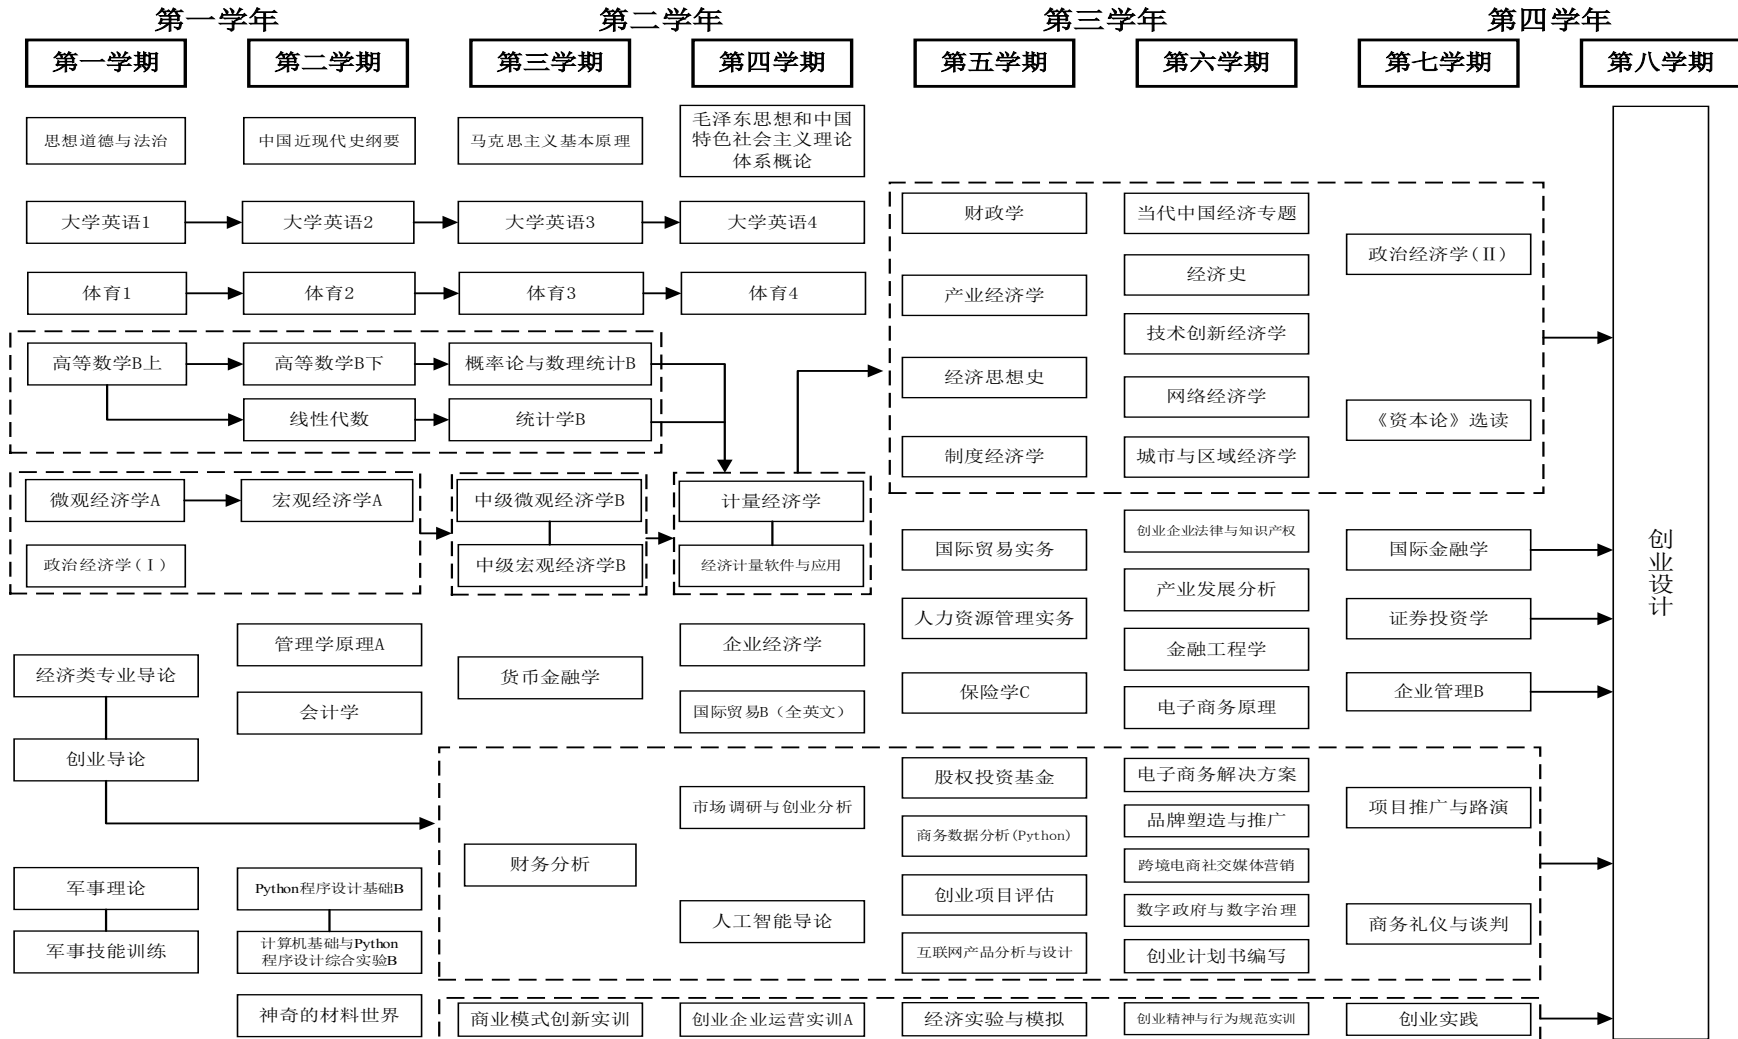 第一学年
第二学年
第三学年
第四学年
第一学期
第二学期
第三学期
第四学期
第五学期
第六学期
第七学期
第八学期
思想道德与法治
中国近现代史纲要
马克思主义基本原理
毛泽东思想和中国
特色社会主义理论
体系概论
大学英语1
大学英语2
大学英语3
大学英语4
财政学
当代中国经济专题
政治经济学(II)
体育1
体育2
体育3
体育4
产业经济学
经济史
技术创新经济学
高等数学B上
高等数学B下
概率论与数理统计B
经济思想史
网络经济学
线性代数
统计学B
《资本论》选读
制度经济学
城市与区域经济学
微观经济学A
宏观经济学A
中级微观经济学B
计量经济学
政治经济学(I)
中级宏观经济学B
经济计量软件与应用
国际贸易实务
创业企业法律与知识产权
国际金融学
创业设计
产业发展分析
人力资源管理实务
证券投资学
管理学原理A
企业经济学
金融工程学
经济类专业导论
货币金融学
保险学C
企业管理B
会计学
国际贸易B（全英文）
电子商务原理
创业导论
股权投资基金
电子商务解决方案
市场调研与创业分析
项目推广与路演
品牌塑造与推广
商务数据分析(Python)
财务分析
跨境电商社交媒体营销
军事理论
Python程序设计基础B
创业项目评估
数字政府与数字治理
人工智能导论
商务礼仪与谈判
军事技能训练
计算机基础与Python
程序设计综合实验B
互联网产品分析与设计
创业计划书编写
神奇的材料世界
商业模式创新实训
创业企业运营实训A
经济实验与模拟
创业精神与行为规范实训
创业实践